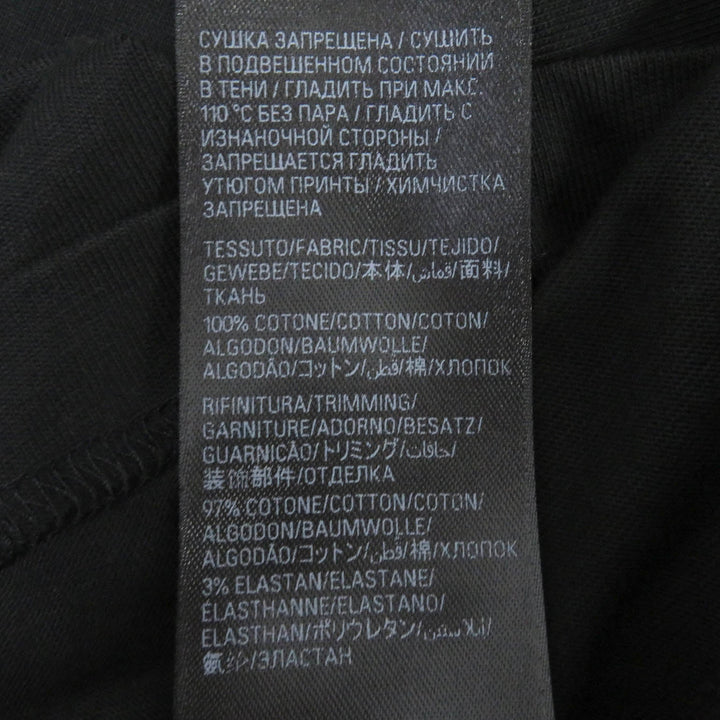 СУШКА ЗАПРЕЩЕНА / СУШИТЬ
В ПОДВЕШЕННОМ СОСТОЯНИИ
В ТЕНИ / ГЛАДИТЬ ПРИ МАКС.
110 °C БЕЗ ПАРА / ГЛАДИТЬ С
ИЗНАНОЧНОЙ СТОРОНЫ /
ЗАПРЕЩАЕТСЯ ГЛАДИТЬ
УТЮГОМ ПРИНТЫ / ХИМЧИСТКА
ЗАПРЕЩЕНА
TESSUTO/FABRIC/TISSU/TEJIDO/
GEWEBE/TECIDO/本体/قماش/面料/
ТКАНЬ
100% COTONE/COTTON/COTON/
ALGODON/BAUMWOLLE/
ALGODÃO/コットン/قطن/棉/ХЛОПОК
RIFINITURA/TRIMMING/
GARNITURE/ADORNO/BESATZ/
GUARNICÃO/トリミング/حافات/
装饰部件/ОТДЕЛКА
97% COTONE/COTTON/COTON/
ALGODON/BAUMWOLLE/
ALGODÃO/コットン/قطن/棉/ХЛОПОК
3% ELASTAN/ELASTANE/
ÉLASTHANNE/ELASTANO/
ELASTHAN/ポリウレタン/إيلاستين/
氨纶/ЭЛАСТАН